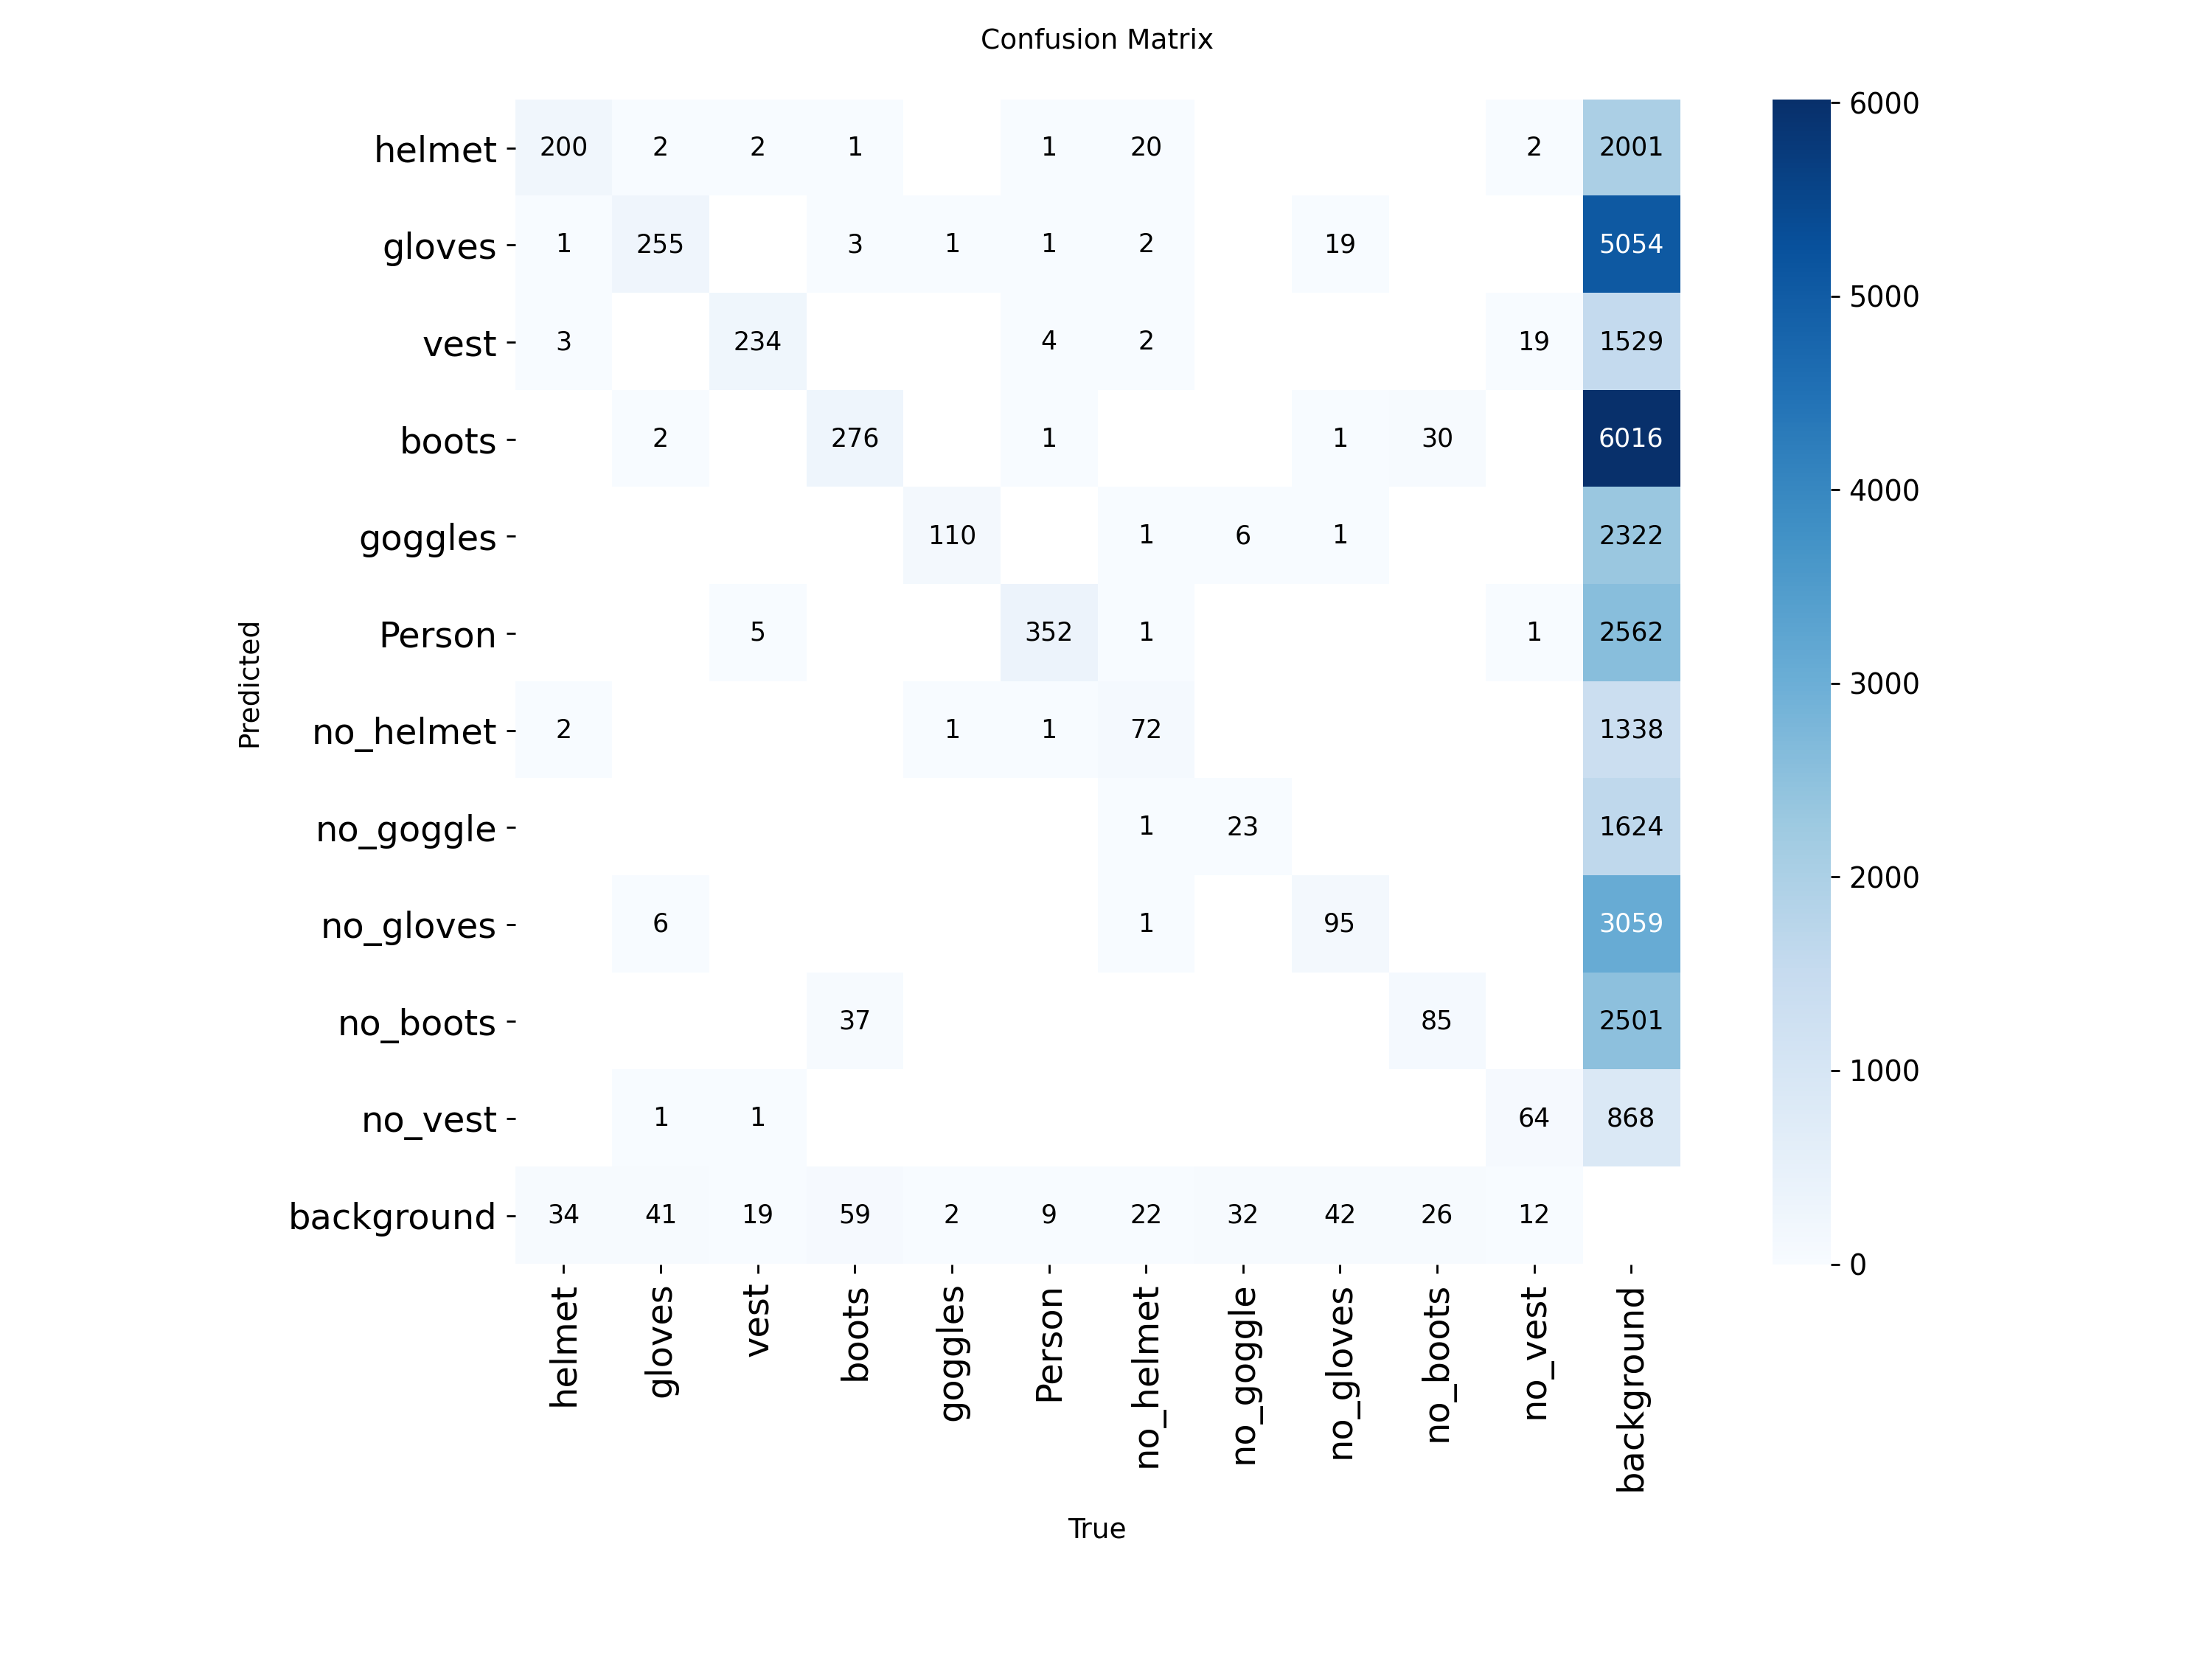 Confusion Matrix
helmet 200 2 2 1 1 20 2 2001
gloves 1 255 3 1 1 2 19 5054
vest 3 234 4 2 19 1529
boots 2 276 1 1 30 6016
goggles 110 1 6 1 2322
Person 5 352 1 1 2562
no_helmet 2 1 1 72 1338
no_goggle 1 23 1624
no_gloves 6 1 95 3059
no_boots 37 85 2501
no_vest 1 1 64 868
background 34 41 19 59 2 9 22 32 42 26 12
helmet
gloves
vest
boots
goggles
Person
no_helmet
no_goggle
no_gloves
no_boots
no_vest
background
Predicted
True
6000
5000
4000
3000
2000
1000
0